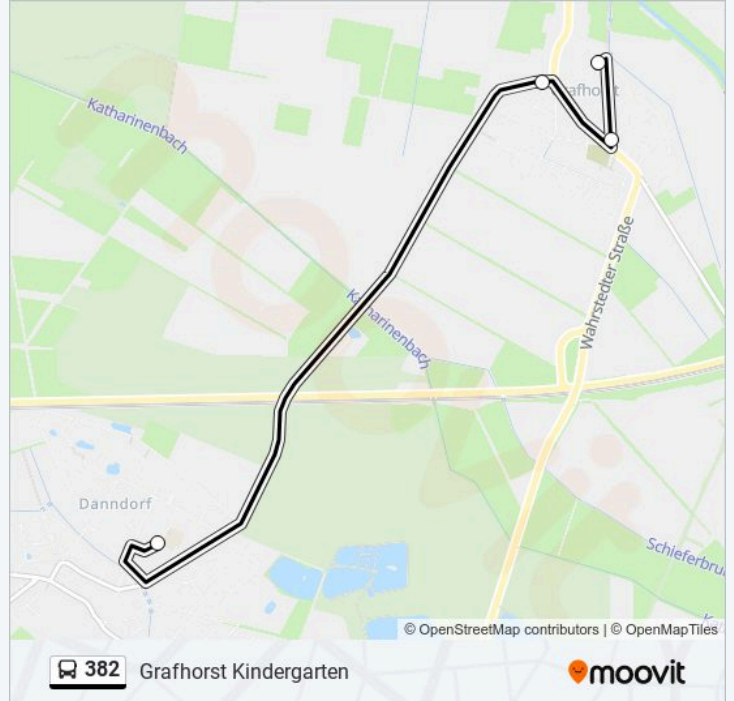 Katharinenbach
Grafhorst
Katharinenbach
Wahrstedter Straße
Danndorf
© OpenStreetMap contributors | © OpenMapTiles
382 Grafhorst Kindergarten
moovit